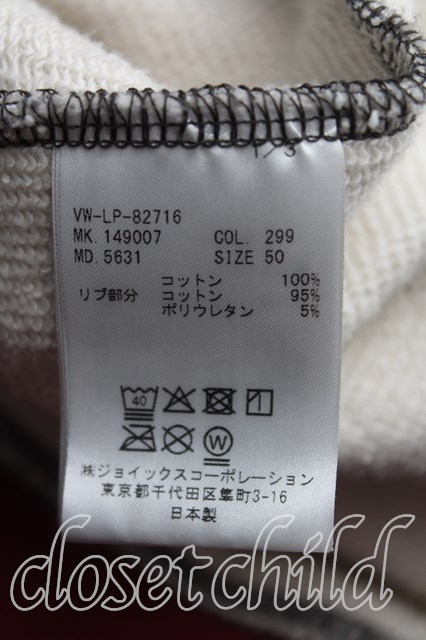 VW-LP-82716
MK. 149007 COL. 299
MD. 5631 SIZE 50
コットン 100%
リブ部分 コットン 95%
ポリウレタン 5%
40
W
㈱ジョイックスコーポレーション
東京都千代田区隼町3-16
日本製
closet child